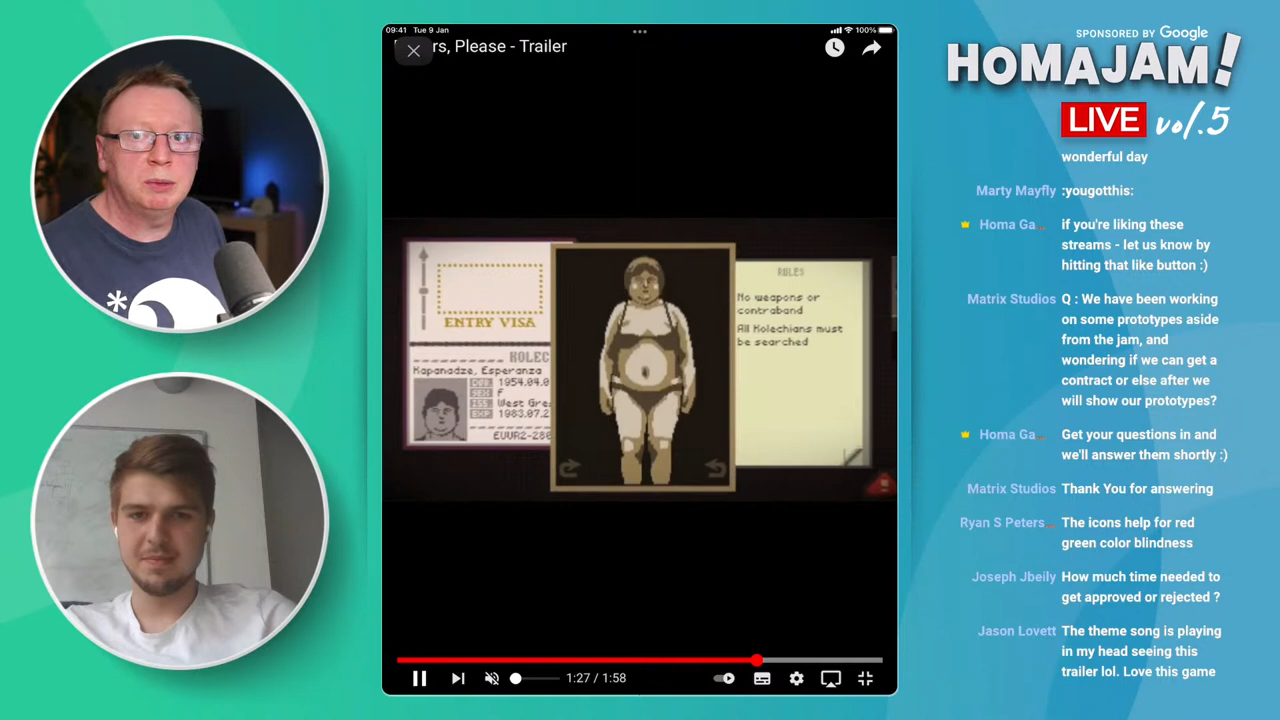 09:41 Tue 9 Jan
100%
rs, Please - Trailer
ENTRY VISA
KOLEC
Kapanadze, Esperanza
DOB 1954.04.0
SEX F
ISS West Gre
EXP 1983.07.2
EUVR2-280
RULES
No weapons or
contraband
All Kolechians must
be searched
1:27 / 1:58
SPONSORED BY Google
HOMAJAM!
LIVE vol.5
wonderful day
Marty Mayfly :yougotthis:
Homa Ga... if you're liking these
streams - let us know by
hitting that like button :)
Matrix Studios Q : We have been working
on some prototypes aside
from the jam, and
wondering if we can get a
contract or else after we
will show our prototypes?
Homa Ga... Get your questions in and
we'll answer them shortly :)
Matrix Studios Thank You for answering
Ryan S Peters... The icons help for red
green color blindness
Joseph Jbeily How much time needed to
get approved or rejected ?
Jason Lovett The theme song is playing
in my head seeing this
trailer lol. Love this game